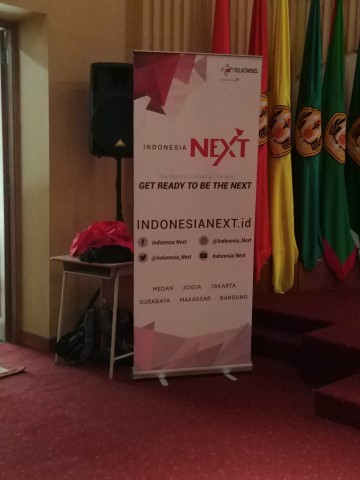 TELKOMSEL
INDONESIA NEXT
GET READY TO BE THE NEXT
INDONESIANEXT.id
Indonesia Next @Indonesia_Next
@Indonesia_Next Indonesia Next
MEDAN · JOGJA · JAKARTA
SURABAYA · MAKASSAR · BANDUNG